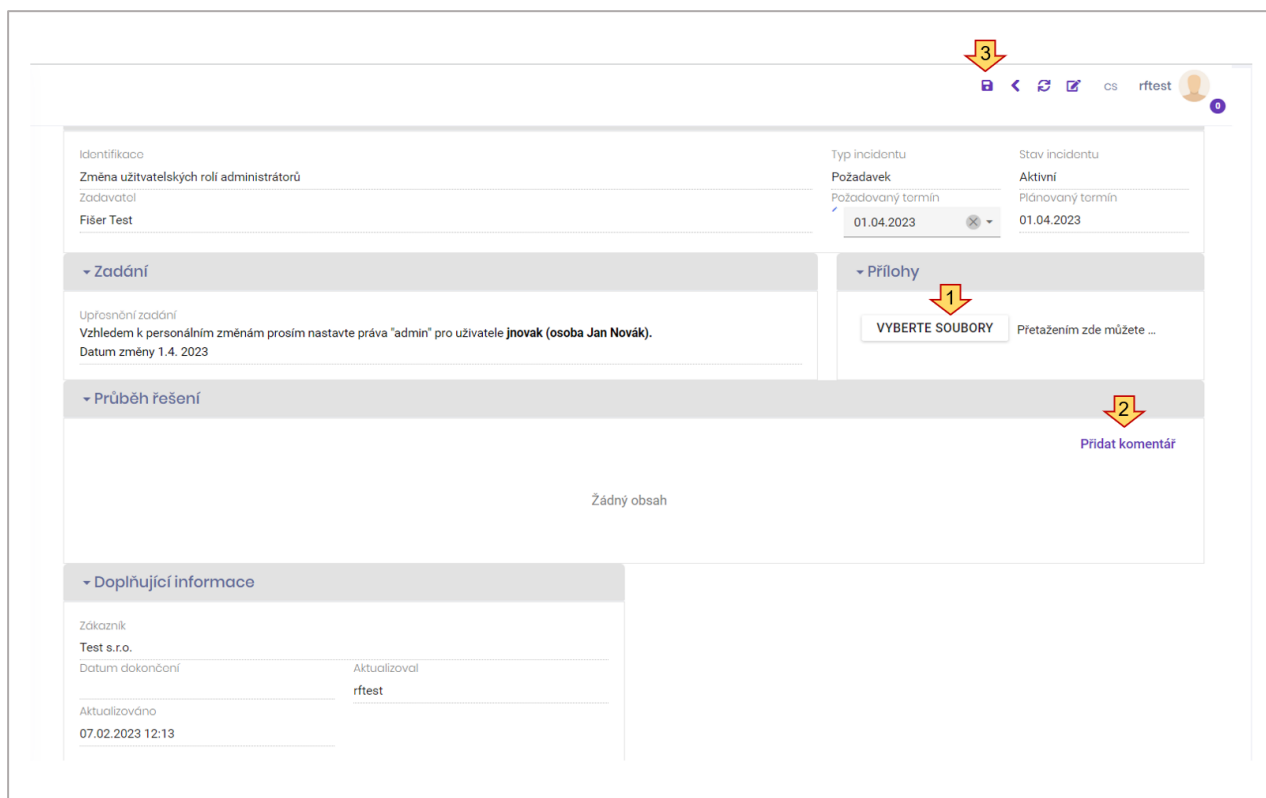 3
cs rftest
0
Identifikace Typ incidentu Stav incidentu
Změna užitvatelských rolí administrátorů Požadavek Aktivní
Zadavatel Požadovaný termín Plánovaný termín
Fišer Test 01.04.2023 01.04.2023
Zadání Přílohy
1
Upřesnění zadání
VYBERTE SOUBORY Přetažením zde můžete ...
Vzhledem k personálním změnám prosím nastavte práva "admin" pro uživatele jnovak (osoba Jan Novák).
Datum změny 1.4. 2023
Průběh řešení
2
Přidat komentář
Žádný obsah
Doplňující informace
Zákazník
Test s.r.o.
Datum dokončení Aktualizoval
rftest
Aktualizováno
07.02.2023 12:13